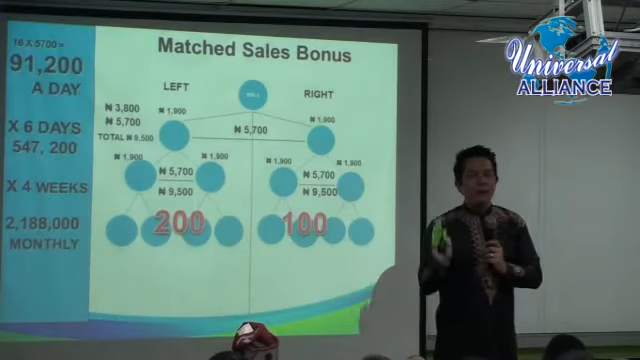 16 X 5700 =
91,200
A DAY
X 6 DAYS
547, 200
X 4 WEEKS
2,188,000
MONTHLY
Matched Sales Bonus
LEFT
RIGHT
₦ 3,800
₦ 5,700
TOTAL ₦ 9,500
₦ 1,900
₦ 1,900
₦ 5,700
₦ 1,900
₦ 1,900
₦ 1,900
₦ 1,900
₦ 5,700
₦ 9,500
₦ 5,700
₦ 9,500
200
100
Universal
ALLIANCE
Universal